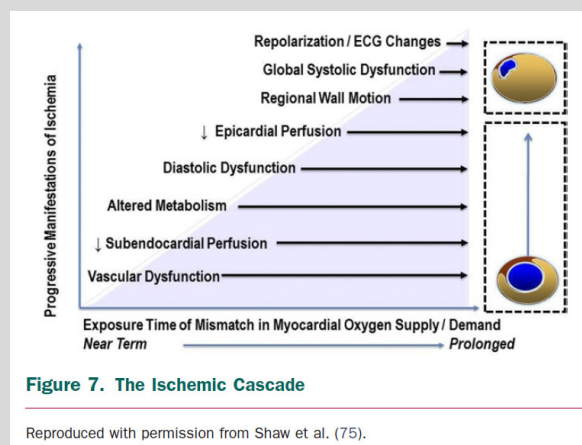 Progressive Manifestations of Ischemia
Repolarization / ECG Changes
Global Systolic Dysfunction
Regional Wall Motion
↓ Epicardial Perfusion
Diastolic Dysfunction
Altered Metabolism
↓ Subendocardial Perfusion
Vascular Dysfunction
Exposure Time of Mismatch in Myocardial Oxygen Supply / Demand
Near Term Prolonged
Figure 7. The Ischemic Cascade
Reproduced with permission from Shaw et al. (75).